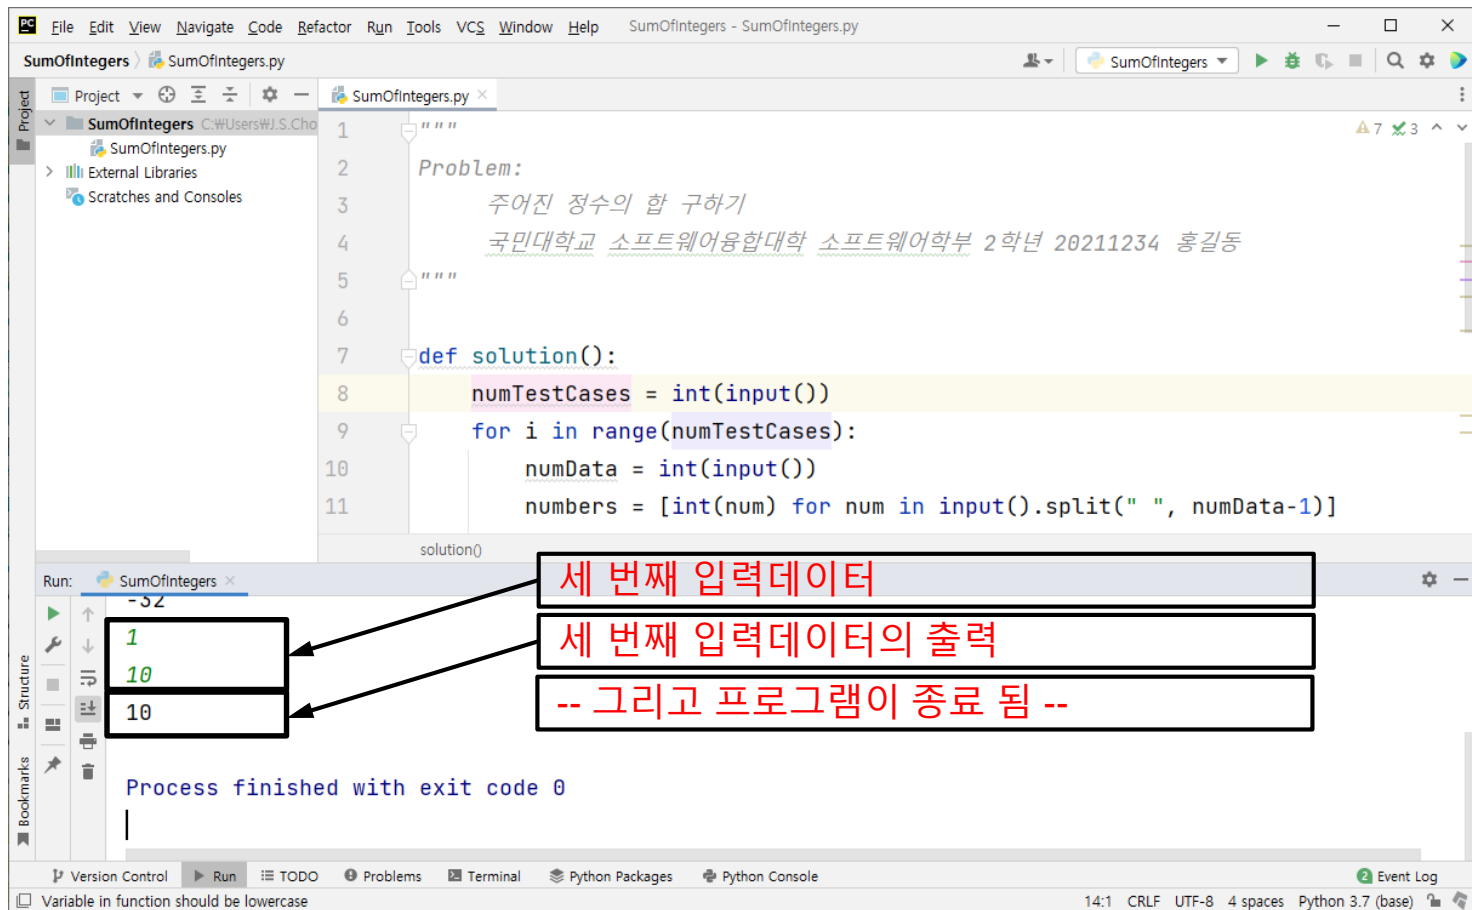 PC File Edit View Navigate Code Refactor Run Tools VCS Window Help SumOfIntegers - SumOfIntegers.py
SumOfIntegers SumOfIntegers.py SumOfIntegers
Project
Project SumOfIntegers.py
SumOfIntegers C:₩Users₩J.S.Cho
SumOfIntegers.py
External Libraries
Scratches and Consoles
7 3
1 """
2 Problem:
3 주어진 정수의 합 구하기
4 국민대학교 소프트웨어융합대학 소프트웨어학부 2학년 20211234 홍길동
5 """
6
7 def solution():
8 numTestCases = int(input())
9 for i in range(numTestCases):
10 numData = int(input())
11 numbers = [int(num) for num in input().split(" ", numData-1)]
solution()
Run: SumOfIntegers
-32
1
10
10
세 번째 입력데이터
세 번째 입력데이터의 출력
-- 그리고 프로그램이 종료 됨 --
Process finished with exit code 0
Structure
Bookmarks
Version Control Run TODO Problems Terminal Python Packages Python Console 2 Event Log
Variable in function should be lowercase 14:1 CRLF UTF-8 4 spaces Python 3.7 (base)